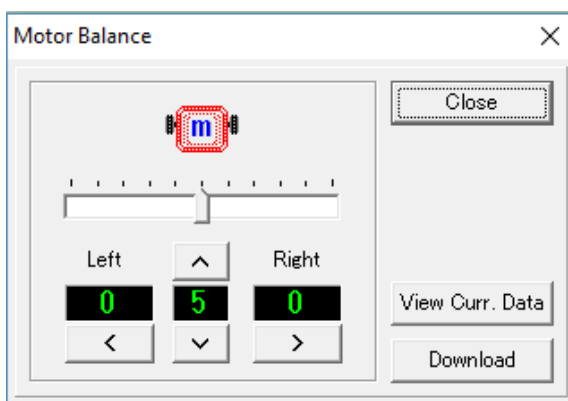 Motor Balance
Close
m
Left
Right
0
5
0
View Curr. Data
Download